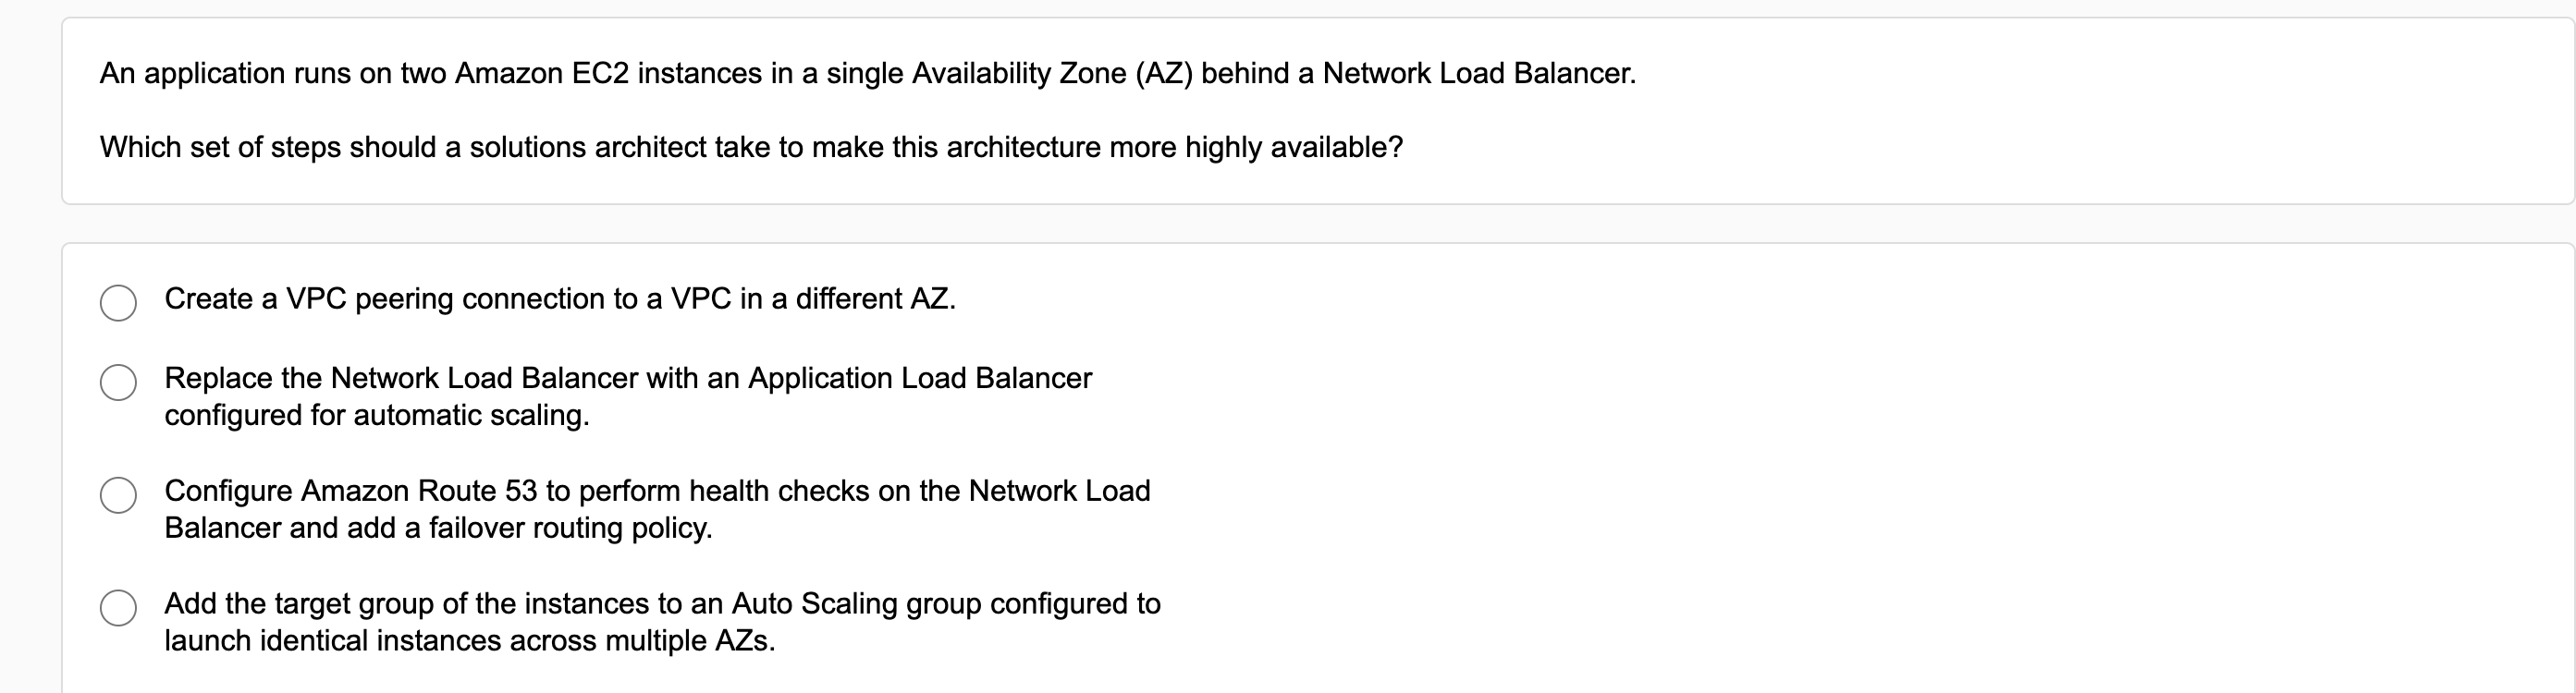 An application runs on two Amazon EC2 instances in a single Availability Zone (AZ) behind a Network Load Balancer.
Which set of steps should a solutions architect take to make this architecture more highly available?
Create a VPC peering connection to a VPC in a different AZ.
Replace the Network Load Balancer with an Application Load Balancer
configured for automatic scaling.
Configure Amazon Route 53 to perform health checks on the Network Load
Balancer and add a failover routing policy.
Add the target group of the instances to an Auto Scaling group configured to
launch identical instances across multiple AZs.